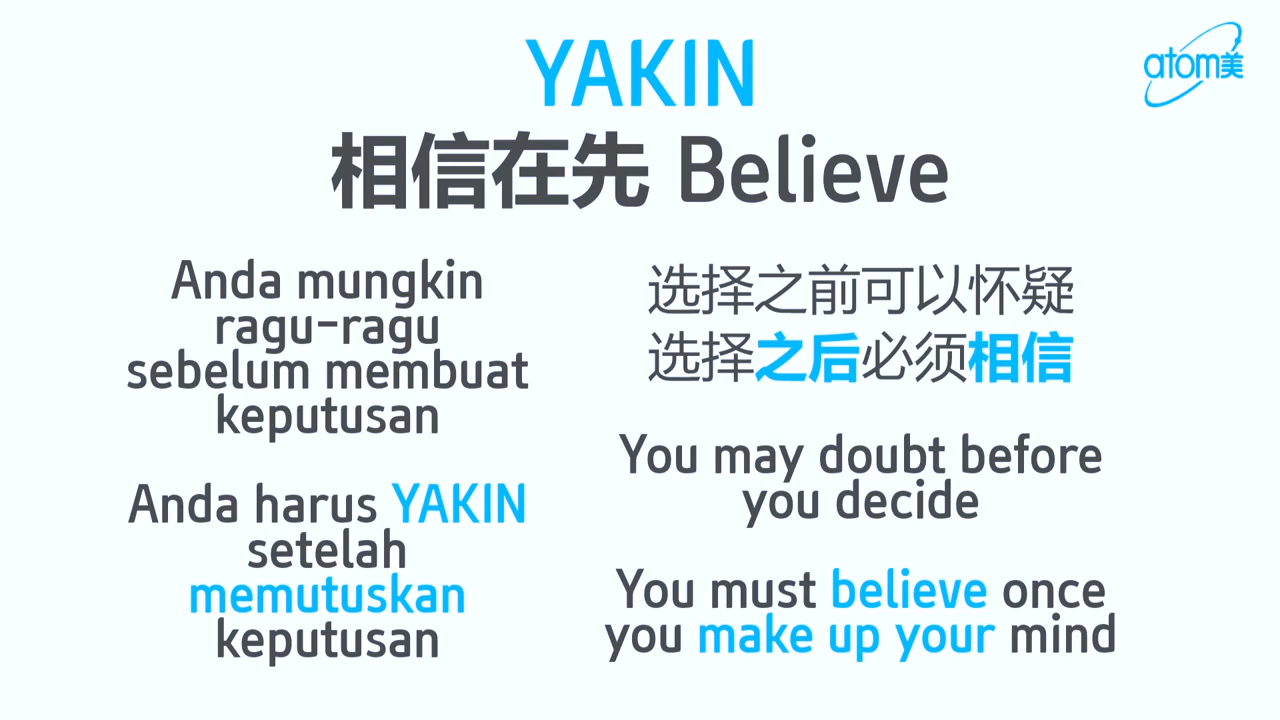 YAKIN
atom美
相信在先 Believe
Anda mungkin
ragu-ragu
sebelum membuat
keputusan
Anda harus YAKIN
setelah
memutuskan
keputusan
选择之前可以怀疑
选择之后必须相信
You may doubt before
you decide
You must believe once
you make up your mind